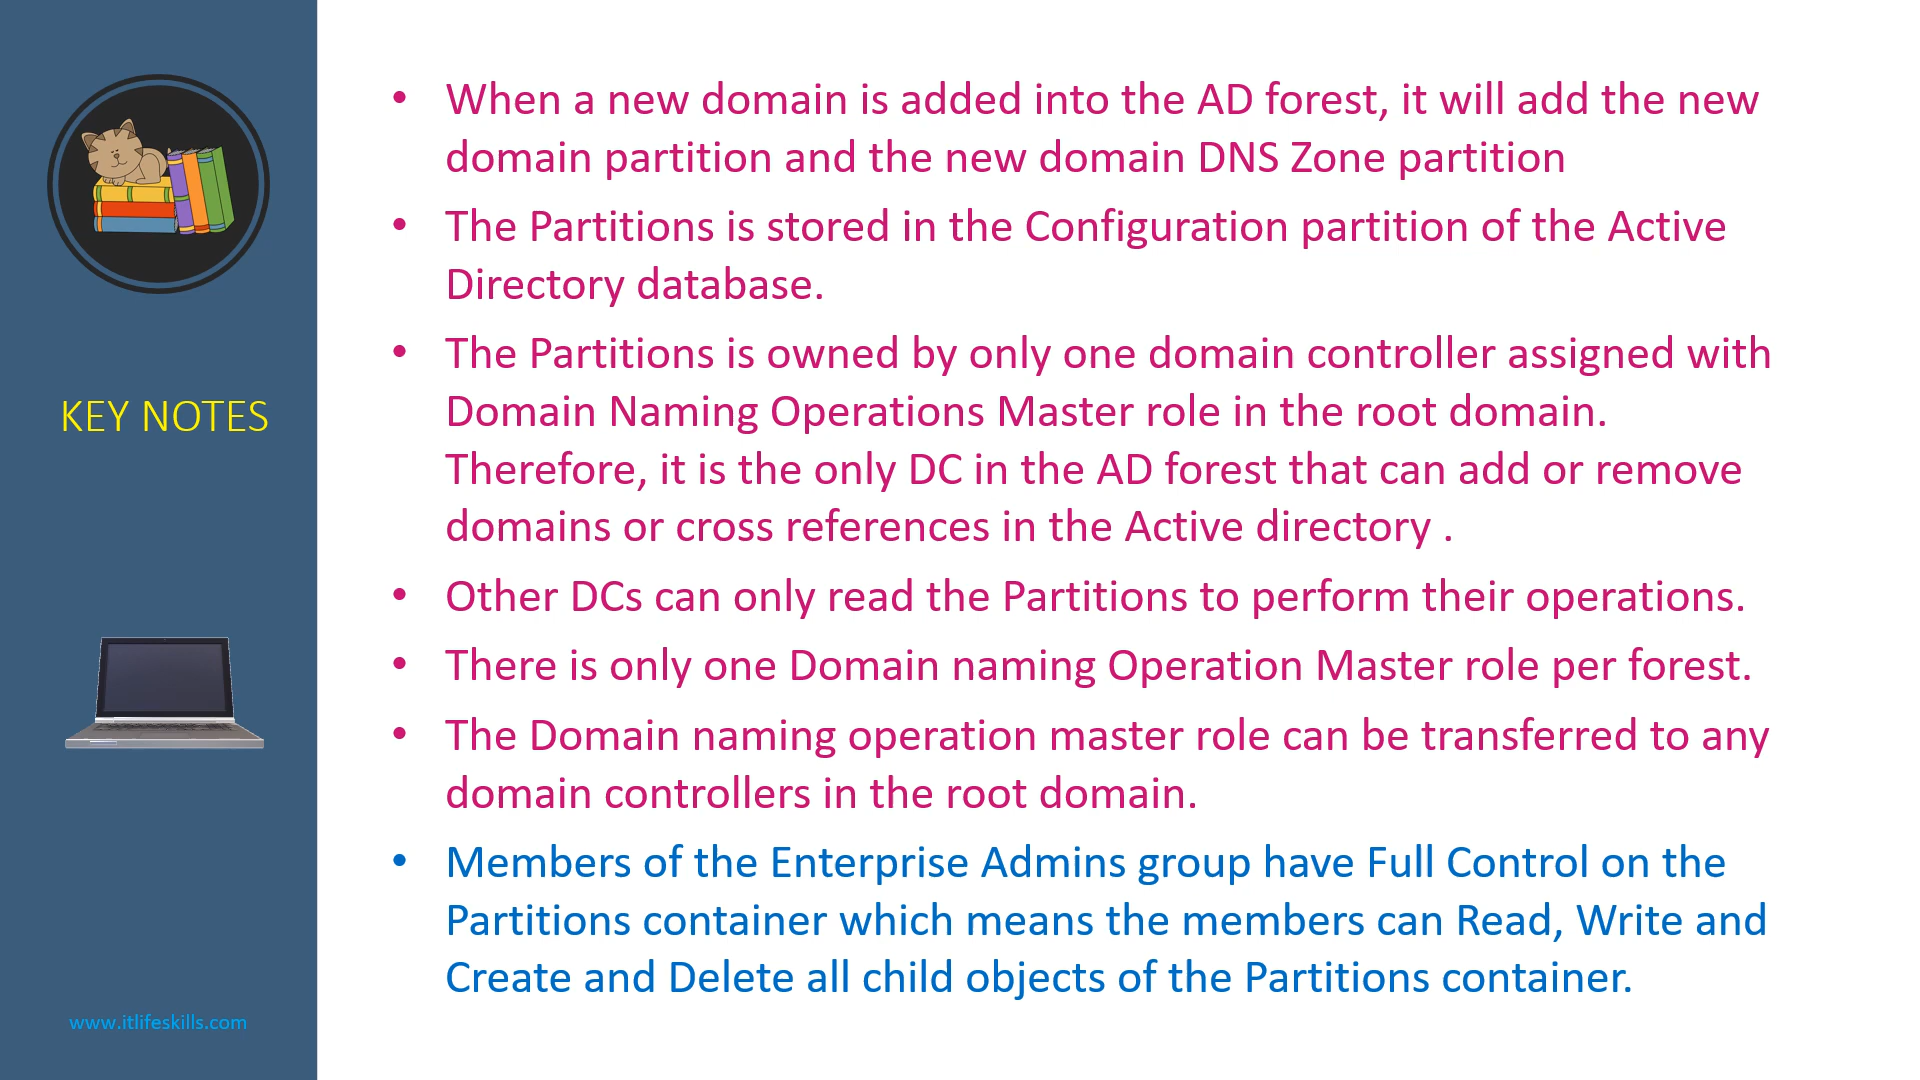 KEY NOTES
www.itlifeskills.com
• When a new domain is added into the AD forest, it will add the new
domain partition and the new domain DNS Zone partition
• The Partitions is stored in the Configuration partition of the Active
Directory database.
• The Partitions is owned by only one domain controller assigned with
Domain Naming Operations Master role in the root domain.
Therefore, it is the only DC in the AD forest that can add or remove
domains or cross references in the Active directory .
• Other DCs can only read the Partitions to perform their operations.
• There is only one Domain naming Operation Master role per forest.
• The Domain naming operation master role can be transferred to any
domain controllers in the root domain.
• Members of the Enterprise Admins group have Full Control on the
Partitions container which means the members can Read, Write and
Create and Delete all child objects of the Partitions container.